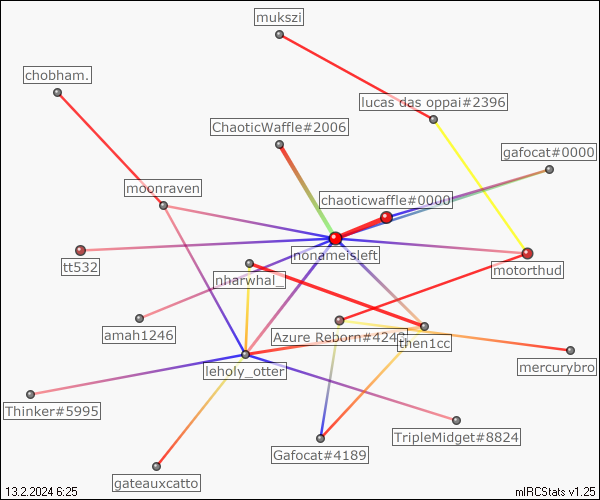 mukszi
chobham.
lucas das oppai#2396
ChaoticWaffle#2006
gafocat#0000
moonraven
chaoticwaffle#0000
nonameisleft
tt532
nharwhal_
motorthud
amah1246
Azure Reborn#4242
then1cc
leholy_otter
mercurybro
Thinker#5995
TripleMidget#8824
Gafocat#4189
gateauxcatto
13.2.2024 6:25
mIRCStats v1.25